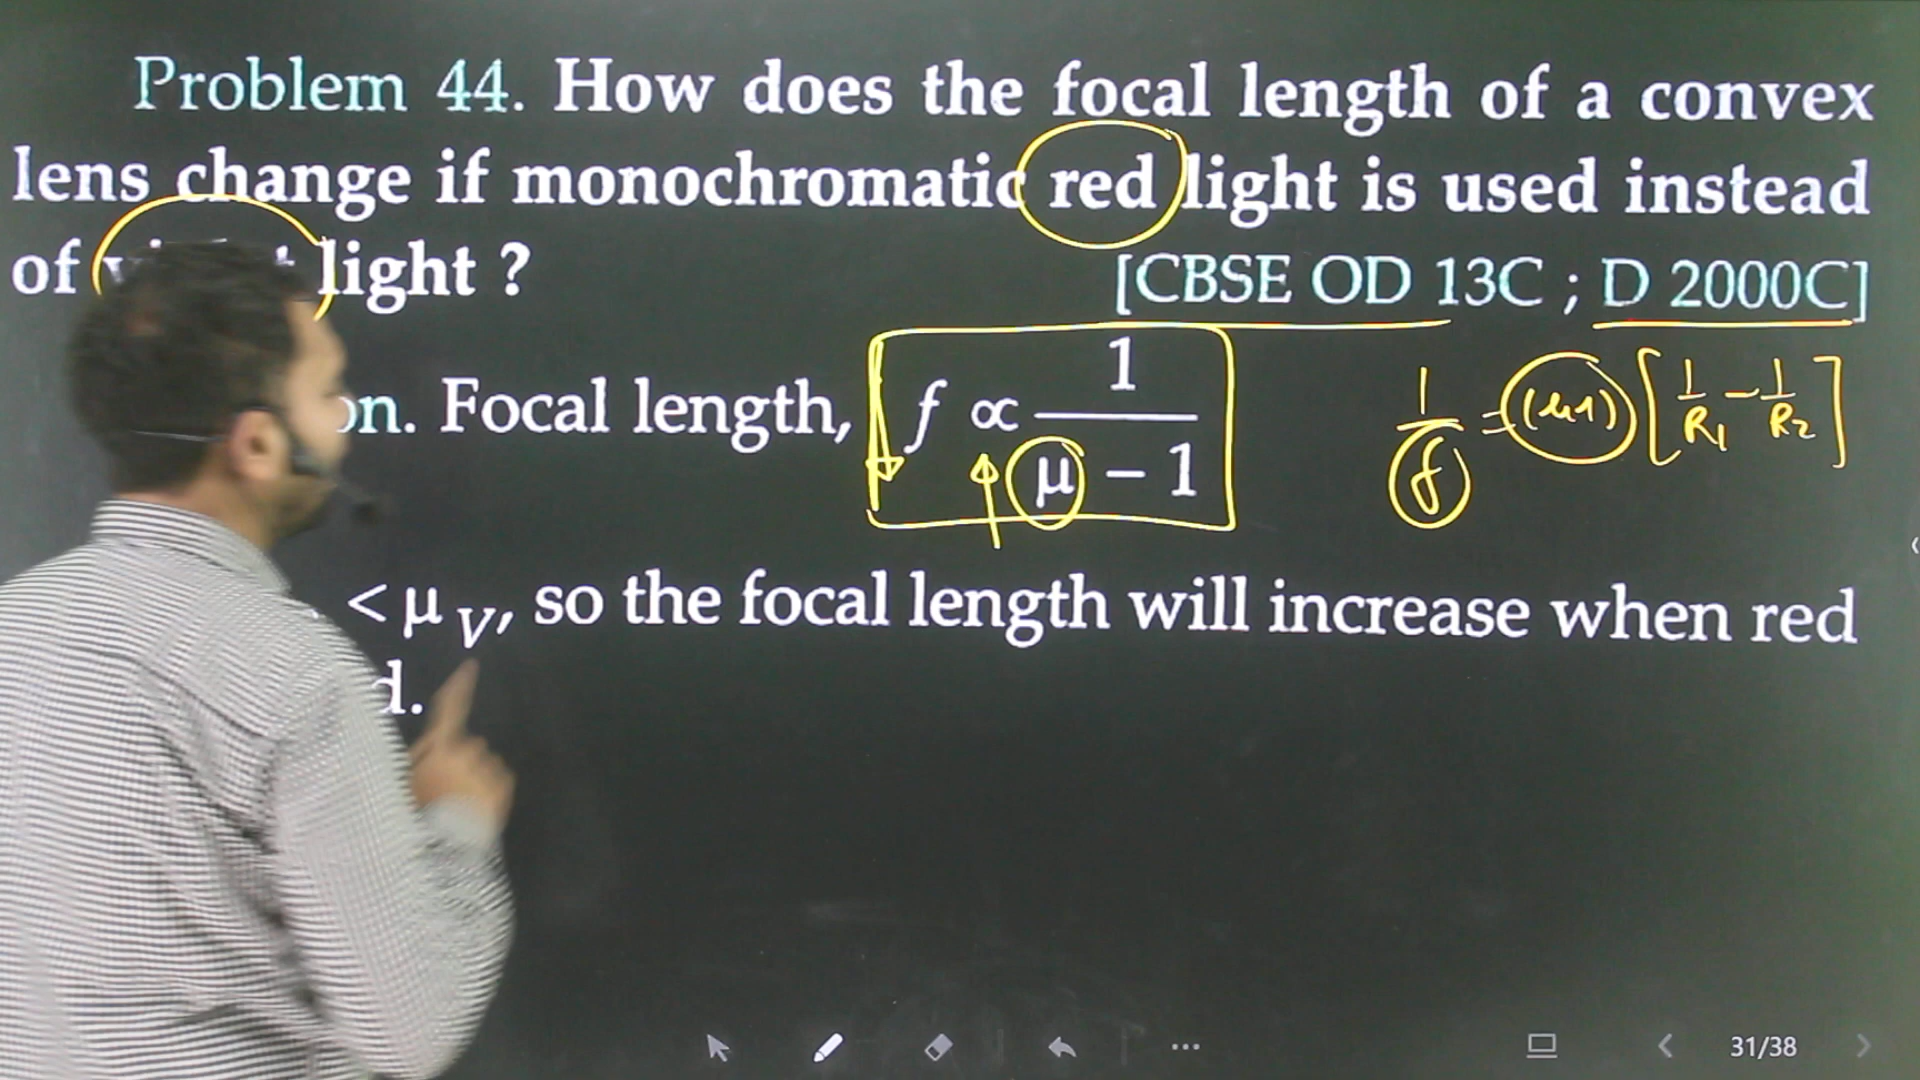 Problem 44. How does the focal length of a convex
lens change if monochromatic red light is used instead
of light ?
[CBSE OD 13C ; D 2000C]
on. Focal length, f ∝ 1 / μ − 1
1/f = (μ-1) [1/R1 - 1/R2]
< μV, so the focal length will increase when red
d.
31/38